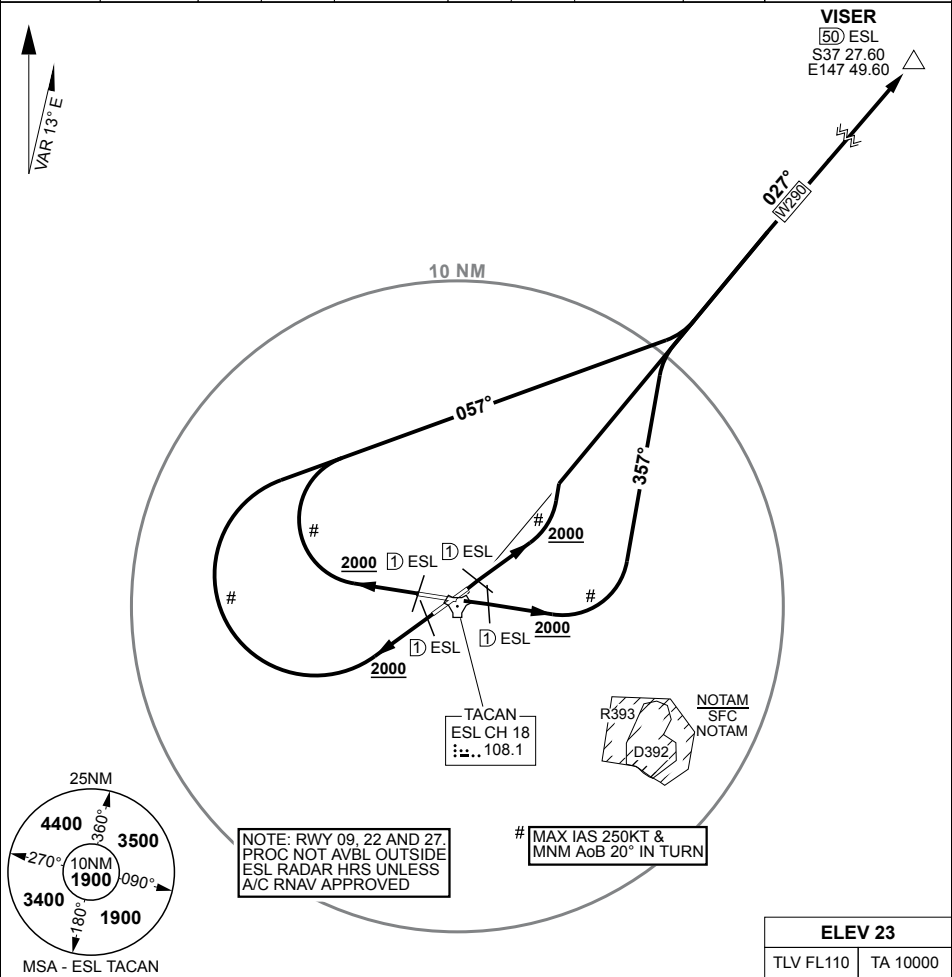 VISER
50 ESL
S37 27.60
E147 49.60
VAR 13° E
027°
W290
10 NM
057°
357°
#
#
2000
2000
1 ESL
1 ESL
#
#
2000
1 ESL
1 ESL
2000
TACAN
ESL CH 18
108.1
R393
D392
NOTAM
SFC
NOTAM
25NM
4400
360°
3500
270°
10NM
1900
090°
3400
180°
1900
MSA - ESL TACAN
NOTE: RWY 09, 22 AND 27.
PROC NOT AVBL OUTSIDE
ESL RADAR HRS UNLESS
A/C RNAV APPROVED
# MAX IAS 250KT &
MNM AoB 20° IN TURN
ELEV 23
TLV FL110 TA 10000